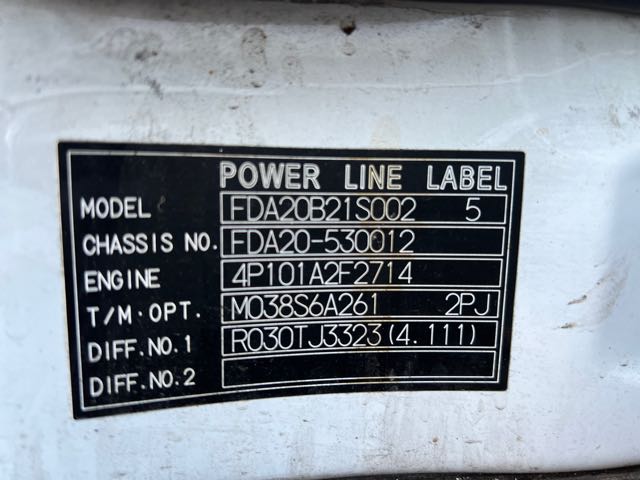 POWER LINE LABEL
MODEL FDA20B21S002 5
CHASSIS NO. FDA20-530012
ENGINE 4P101A2F2714
T/M·OPT. M038S6A261 2PJ
DIFF.NO.1 R030TJ3323(4.111)
DIFF.NO.2